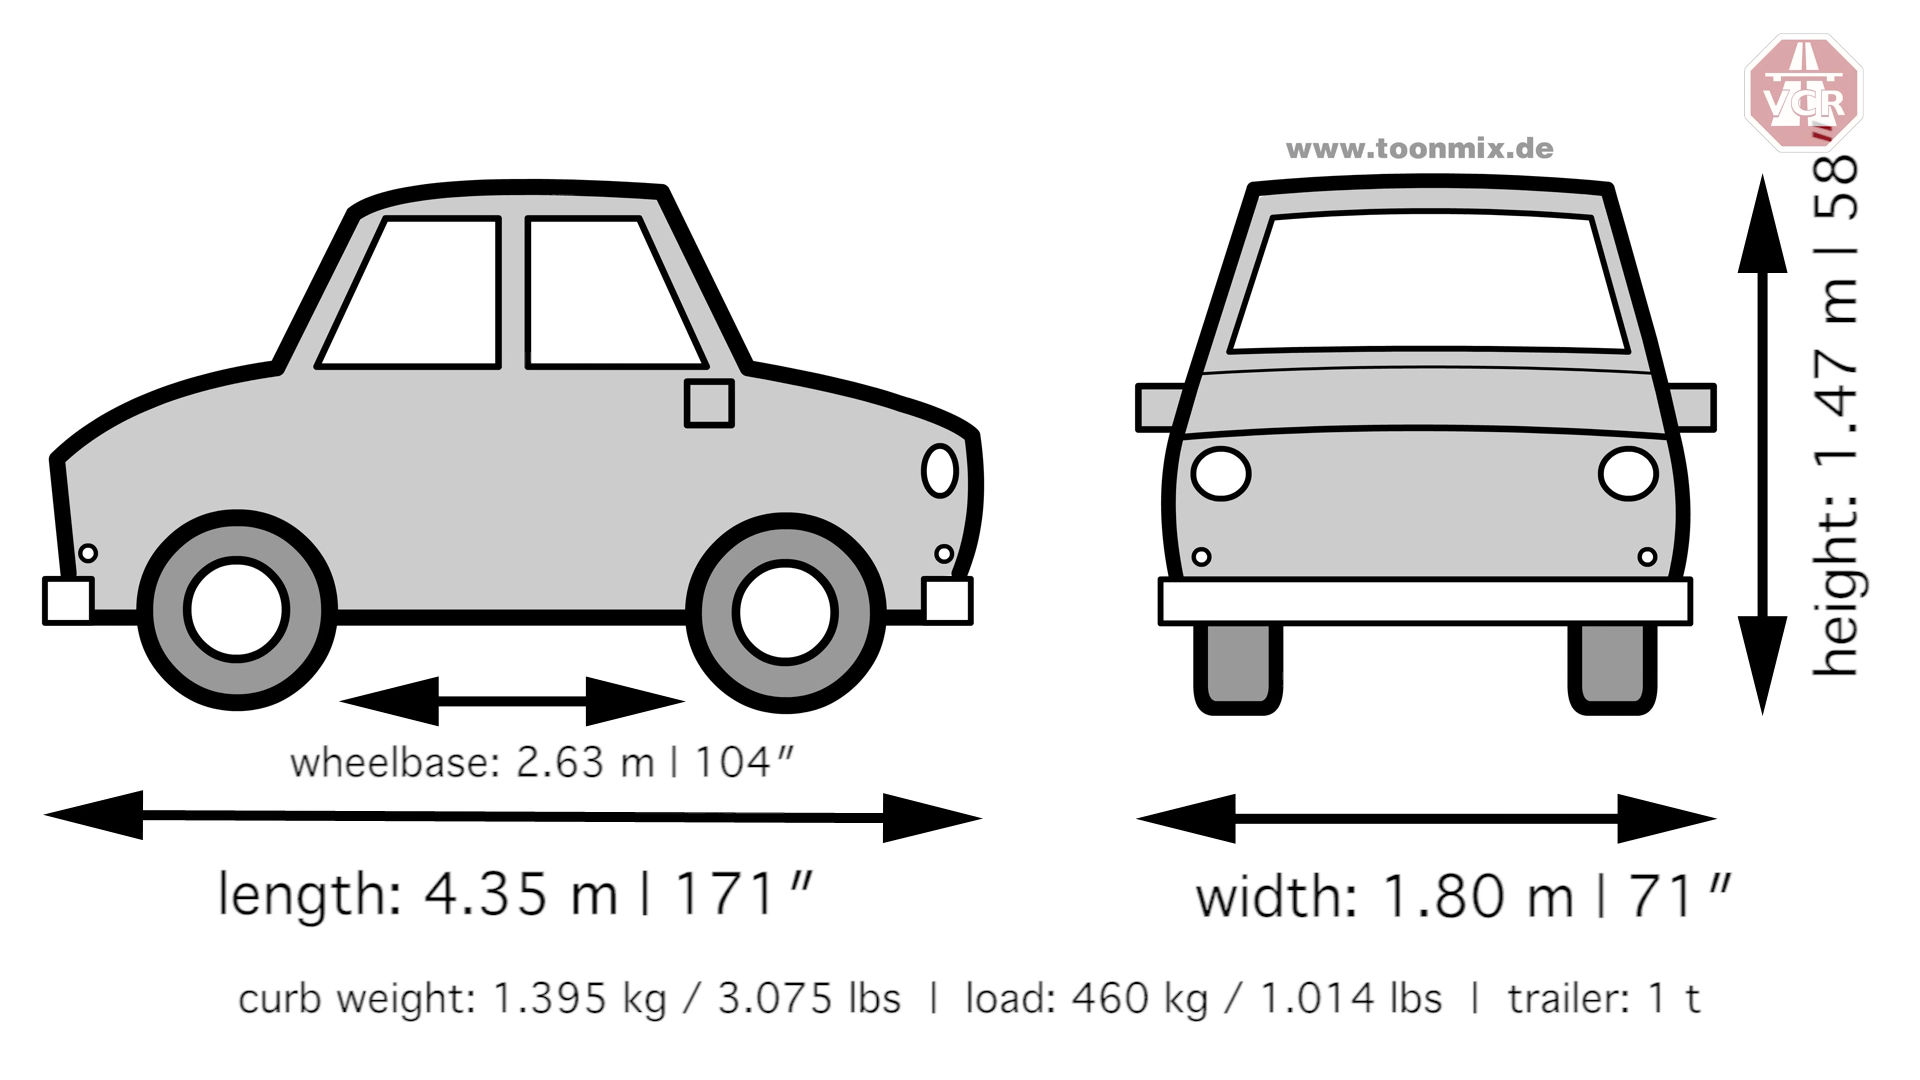 VCR
www.toonmix.de
height: 1.47 m | 58"
wheelbase: 2.63 m | 104"
length: 4.35 m | 171"
width: 1.80 m | 71"
curb weight: 1.395 kg / 3.075 lbs | load: 460 kg / 1.014 lbs | trailer: 1 t